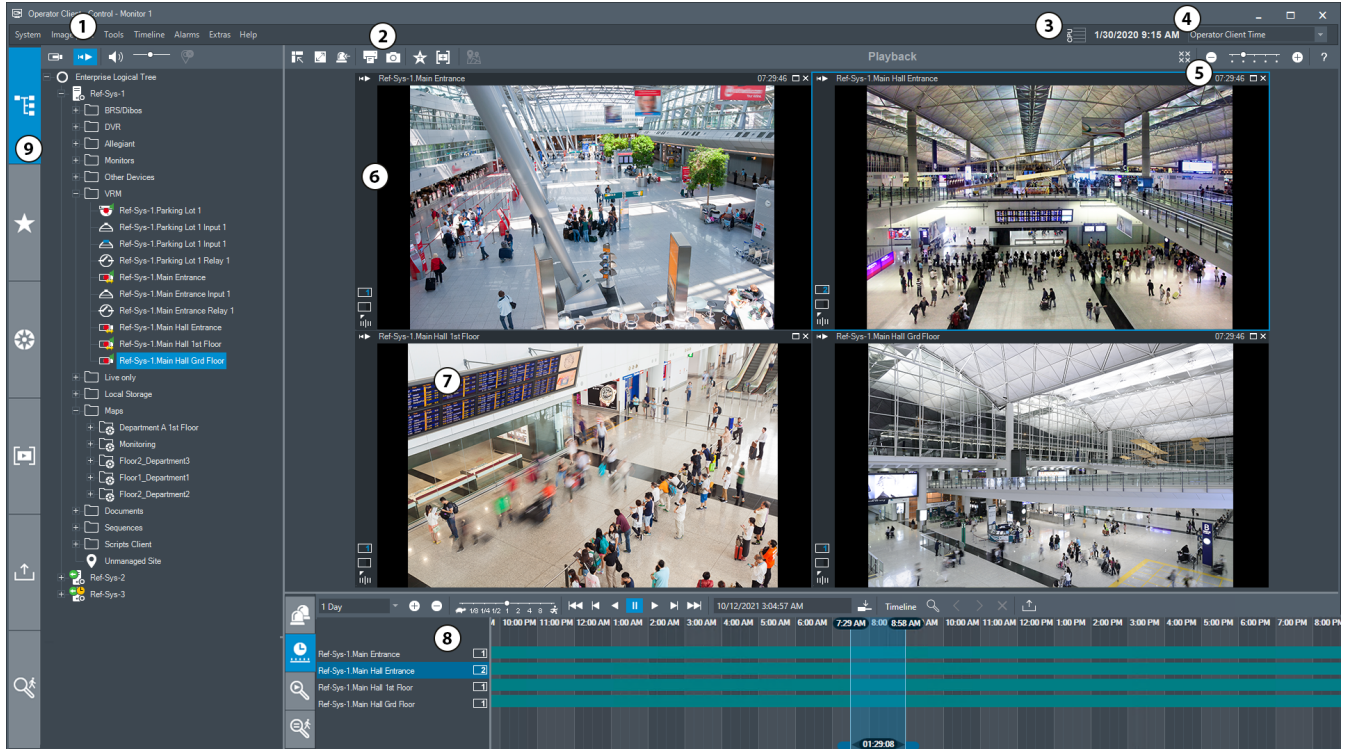 Operator Client - Control - Monitor 1
1
2
3
4
System Image Tools Timeline Alarms Extras Help
1/30/2020 9:15 AM Operator Client Time
Playback
?
5
Enterprise Logical Tree
Ref-Sys-1
BRS/Dibos
DVR
Allegiant
Monitors
Other Devices
VRM
Ref-Sys-1.Parking Lot 1
Ref-Sys-1.Parking Lot 1 Input 1
Ref-Sys-1.Parking Lot 1 Input 1
Ref-Sys-1.Parking Lot 1 Relay 1
Ref-Sys-1.Main Entrance
Ref-Sys-1.Main Entrance Input 1
Ref-Sys-1.Main Entrance Relay 1
Ref-Sys-1.Main Hall Entrance
Ref-Sys-1.Main Hall 1st Floor
Ref-Sys-1.Main Hall Grd Floor
Live only
Local Storage
Maps
Department A 1st Floor
Monitoring
Floor2_Department3
Floor1_Department1
Floor2_Department2
Documents
Sequences
Scripts Client
Unmanaged Site
Ref-Sys-2
Ref-Sys-3
9
Ref-Sys-1.Main Entrance 07:29:46
Ref-Sys-1.Main Hall Entrance 07:29:46
6
Ref-Sys-1.Main Hall 1st Floor
Ref-Sys-1.Main Hall Grd Floor 07:29:46
7
B
1 Day
1/8 1/4 1/2 1 2 4 8
10/12/2021 3:04:57 AM
Timeline
8
10:00 PM 11:00 PM 12:00 AM 1:00 AM 2:00 AM 3:00 AM 4:00 AM 5:00 AM 6:00 AM 7:29 AM 8:00 8:58 AM AM 10:00 AM 11:00 AM 12:00 PM 1:00 PM 2:00 PM 3:00 PM 4:00 PM 5:00 PM 6:00 PM 7:00 PM 8:00 PM
Ref-Sys-1.Main Entrance 1
Ref-Sys-1.Main Hall Entrance 2
Ref-Sys-1.Main Hall 1st Floor 1
Ref-Sys-1.Main Hall Grd Floor 1
01:29:08